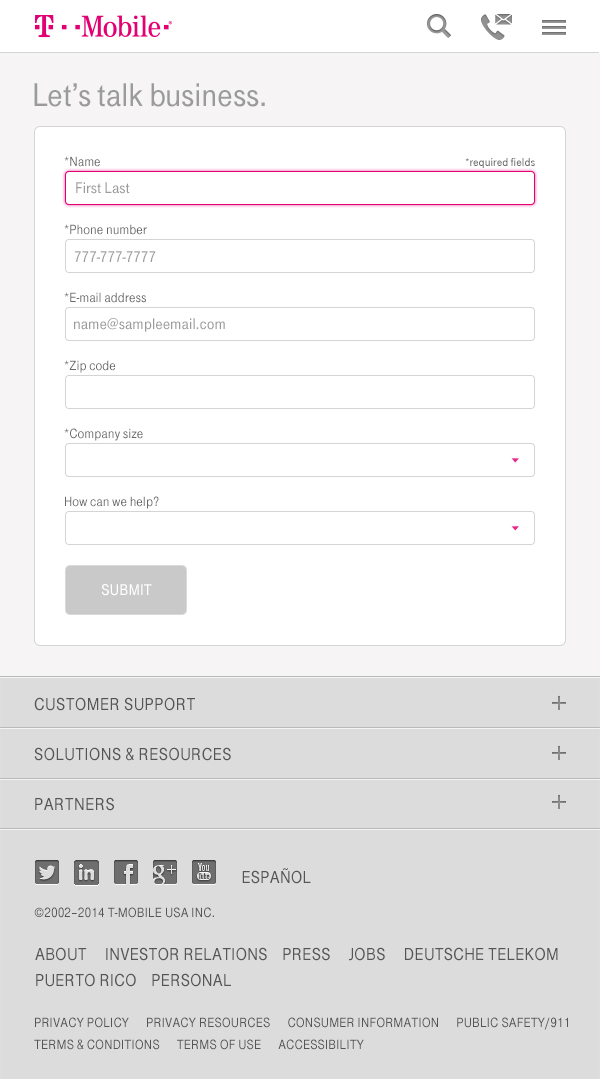 T · · Mobile ·®
Let's talk business.
*Name *required fields
First Last
*Phone number
777-777-7777
*E-mail address
name@sampleemail.com
*Zip code
*Company size
How can we help?
SUBMIT
CUSTOMER SUPPORT
SOLUTIONS & RESOURCES
PARTNERS
in f g+ You Tube ESPAÑOL
©2002–2014 T-MOBILE USA INC.
ABOUT INVESTOR RELATIONS PRESS JOBS DEUTSCHE TELEKOM
PUERTO RICO PERSONAL
PRIVACY POLICY PRIVACY RESOURCES CONSUMER INFORMATION PUBLIC SAFETY/911
TERMS & CONDITIONS TERMS OF USE ACCESSIBILITY